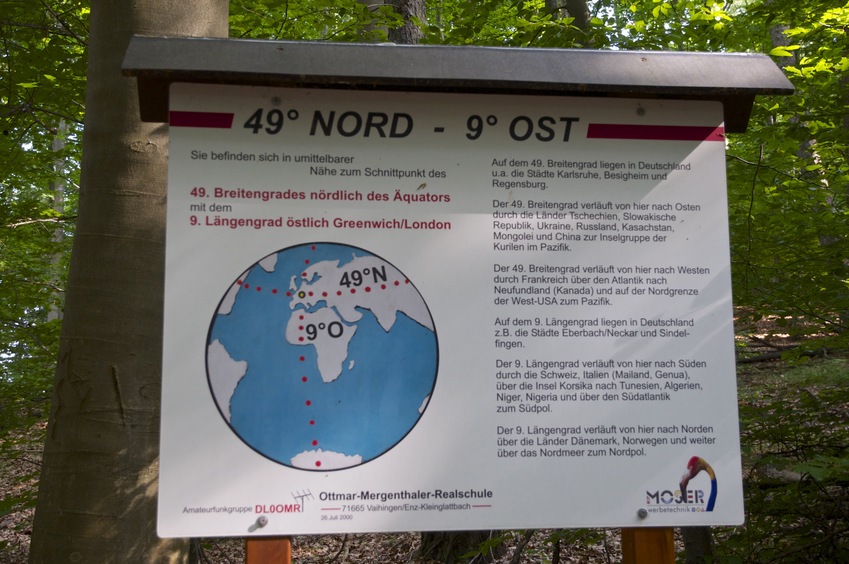 49° NORD - 9° OST
Sie befinden sich in umittelbarer
Nähe zum Schnittpunkt des
49. Breitengrades nördlich des Äquators
mit dem
9. Längengrad östlich Greenwich/London
49°N
9°O
Auf dem 49. Breitengrad liegen in Deutschland
u.a. die Städte Karlsruhe, Besigheim und
Regensburg.
Der 49. Breitengrad verläuft von hier nach Osten
durch die Länder Tschechien, Slowakische
Republik, Ukraine, Russland, Kasachstan,
Mongolei und China zur Inselgruppe der
Kurilen im Pazifik.
Der 49. Breitengrad verläuft von hier nach Westen
durch Frankreich über den Atlantik nach
Neufundland (Kanada) und auf der Nordgrenze
der West-USA zum Pazifik.
Auf dem 9. Längengrad liegen in Deutschland
z.B. die Städte Eberbach/Neckar und Sindel-
fingen.
Der 9. Längengrad verläuft von hier nach Süden
durch die Schweiz, Italien (Mailand, Genua),
über die Insel Korsika nach Tunesien, Algerien,
Niger, Nigeria und über den Südatlantik
zum Südpol.
Der 9. Längengrad verläuft von hier nach Norden
über die Länder Dänemark, Norwegen und weiter
über das Nordmeer zum Nordpol.
Amateurfunkgruppe DL0OMR
Ottmar-Mergenthaler-Realschule
71665 Vaihingen/Enz-Kleinglattbach
26.Juli 2000
MOSER
werbetechnik